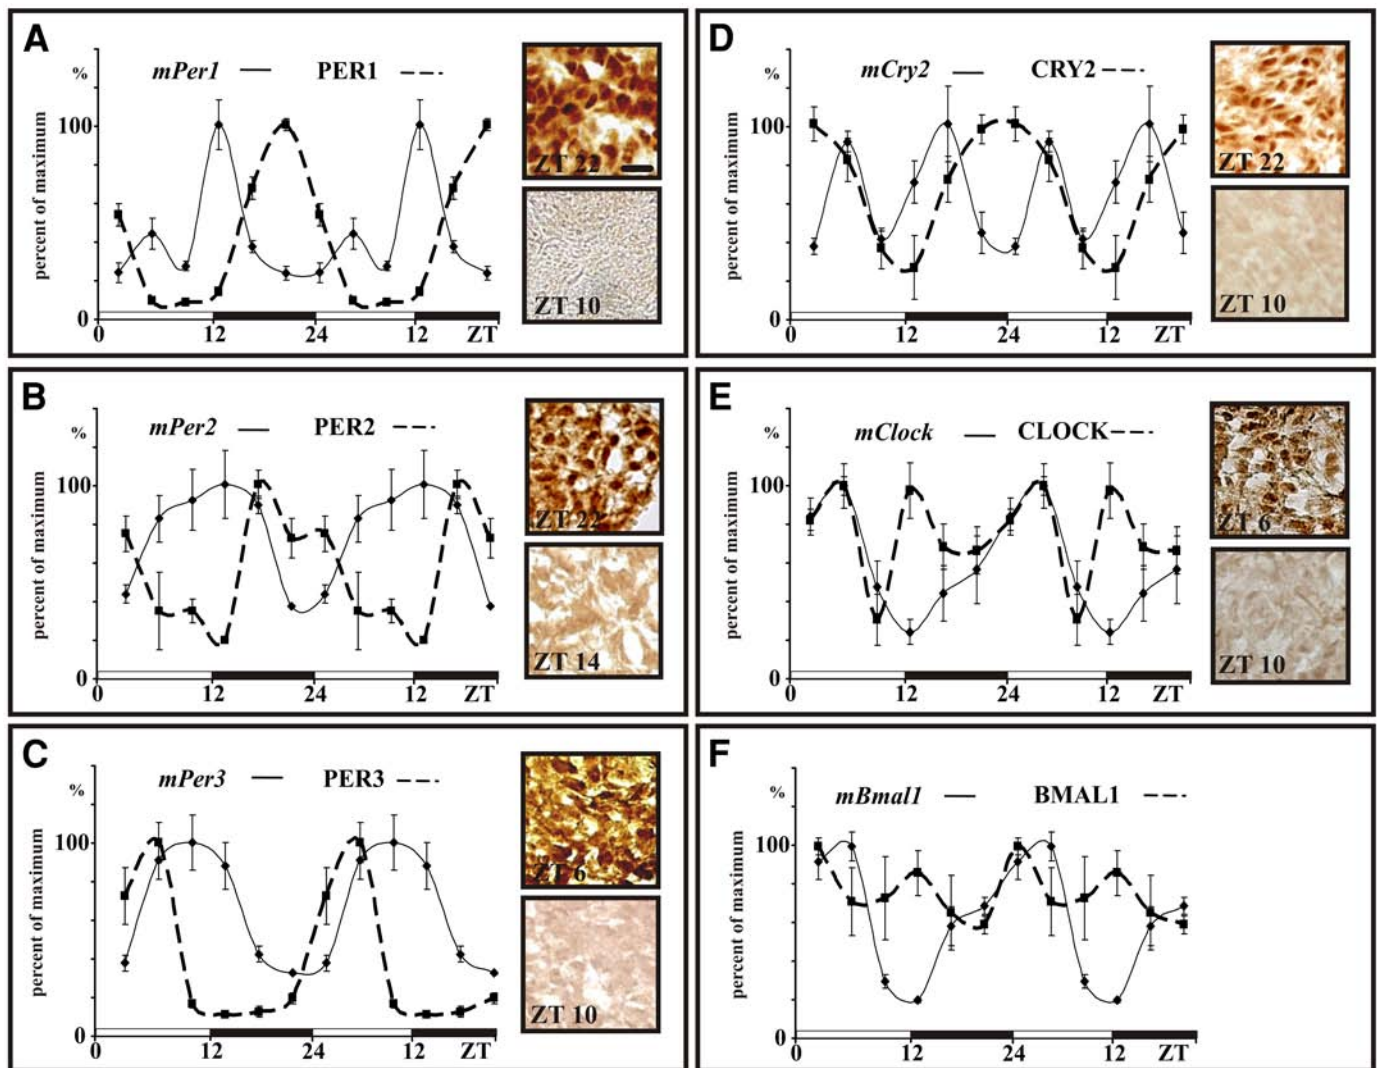 A
mPer1 — PER1 ---
%
percent of maximum
100
0
0 12 24 12 ZT
ZT 22
ZT 10
B
mPer2 — PER2 ---
%
percent of maximum
100
0
0 12 24 12 ZT
ZT 22
ZT 14
C
mPer3 — PER3 ---
%
percent of maximum
100
0
0 12 24 12 ZT
ZT 6
ZT 10
D
mCry2 — CRY2 ---
%
percent of maximum
100
0
0 12 24 12 ZT
ZT 22
ZT 10
E
mClock — CLOCK ---
%
percent of maximum
100
0
0 12 24 12 ZT
ZT 6
ZT 10
F
mBmal1 — BMAL1 ---
%
percent of maximum
100
0
0 12 24 12 ZT